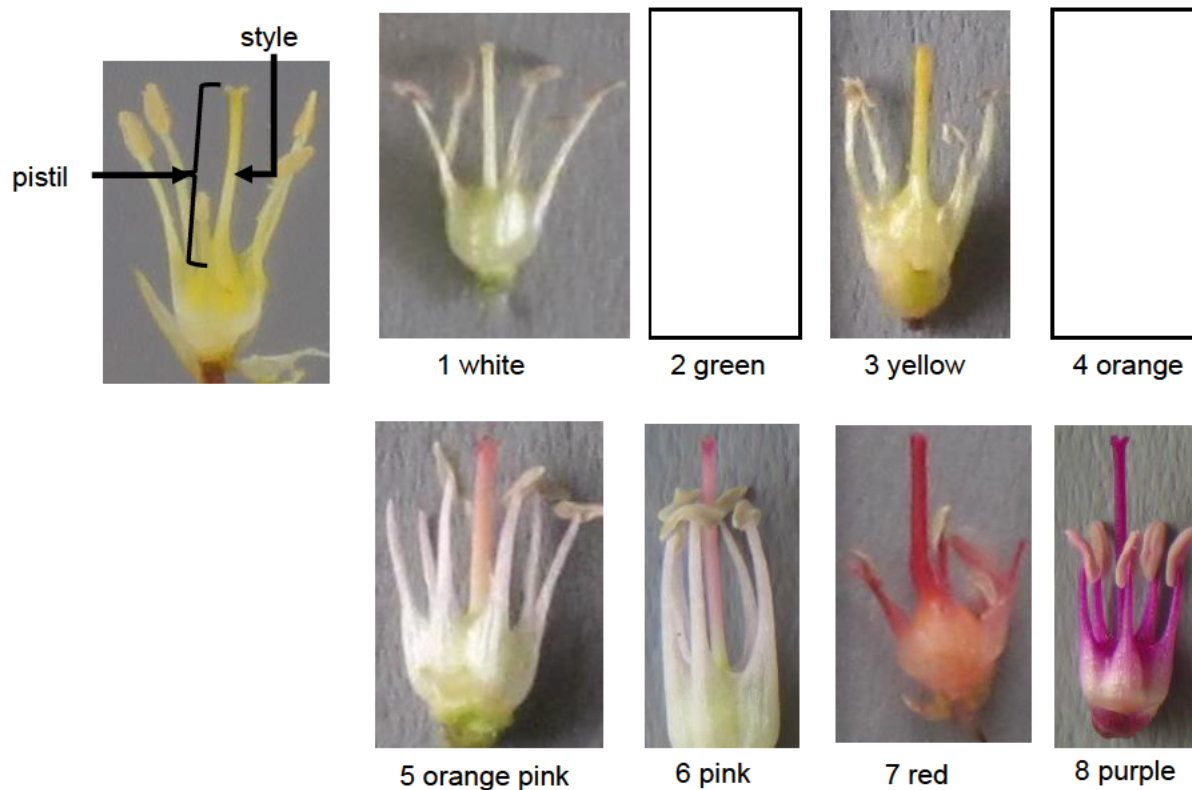 style
pistil
1 white
2 green
3 yellow
4 orange
5 orange pink
6 pink
7 red
8 purple